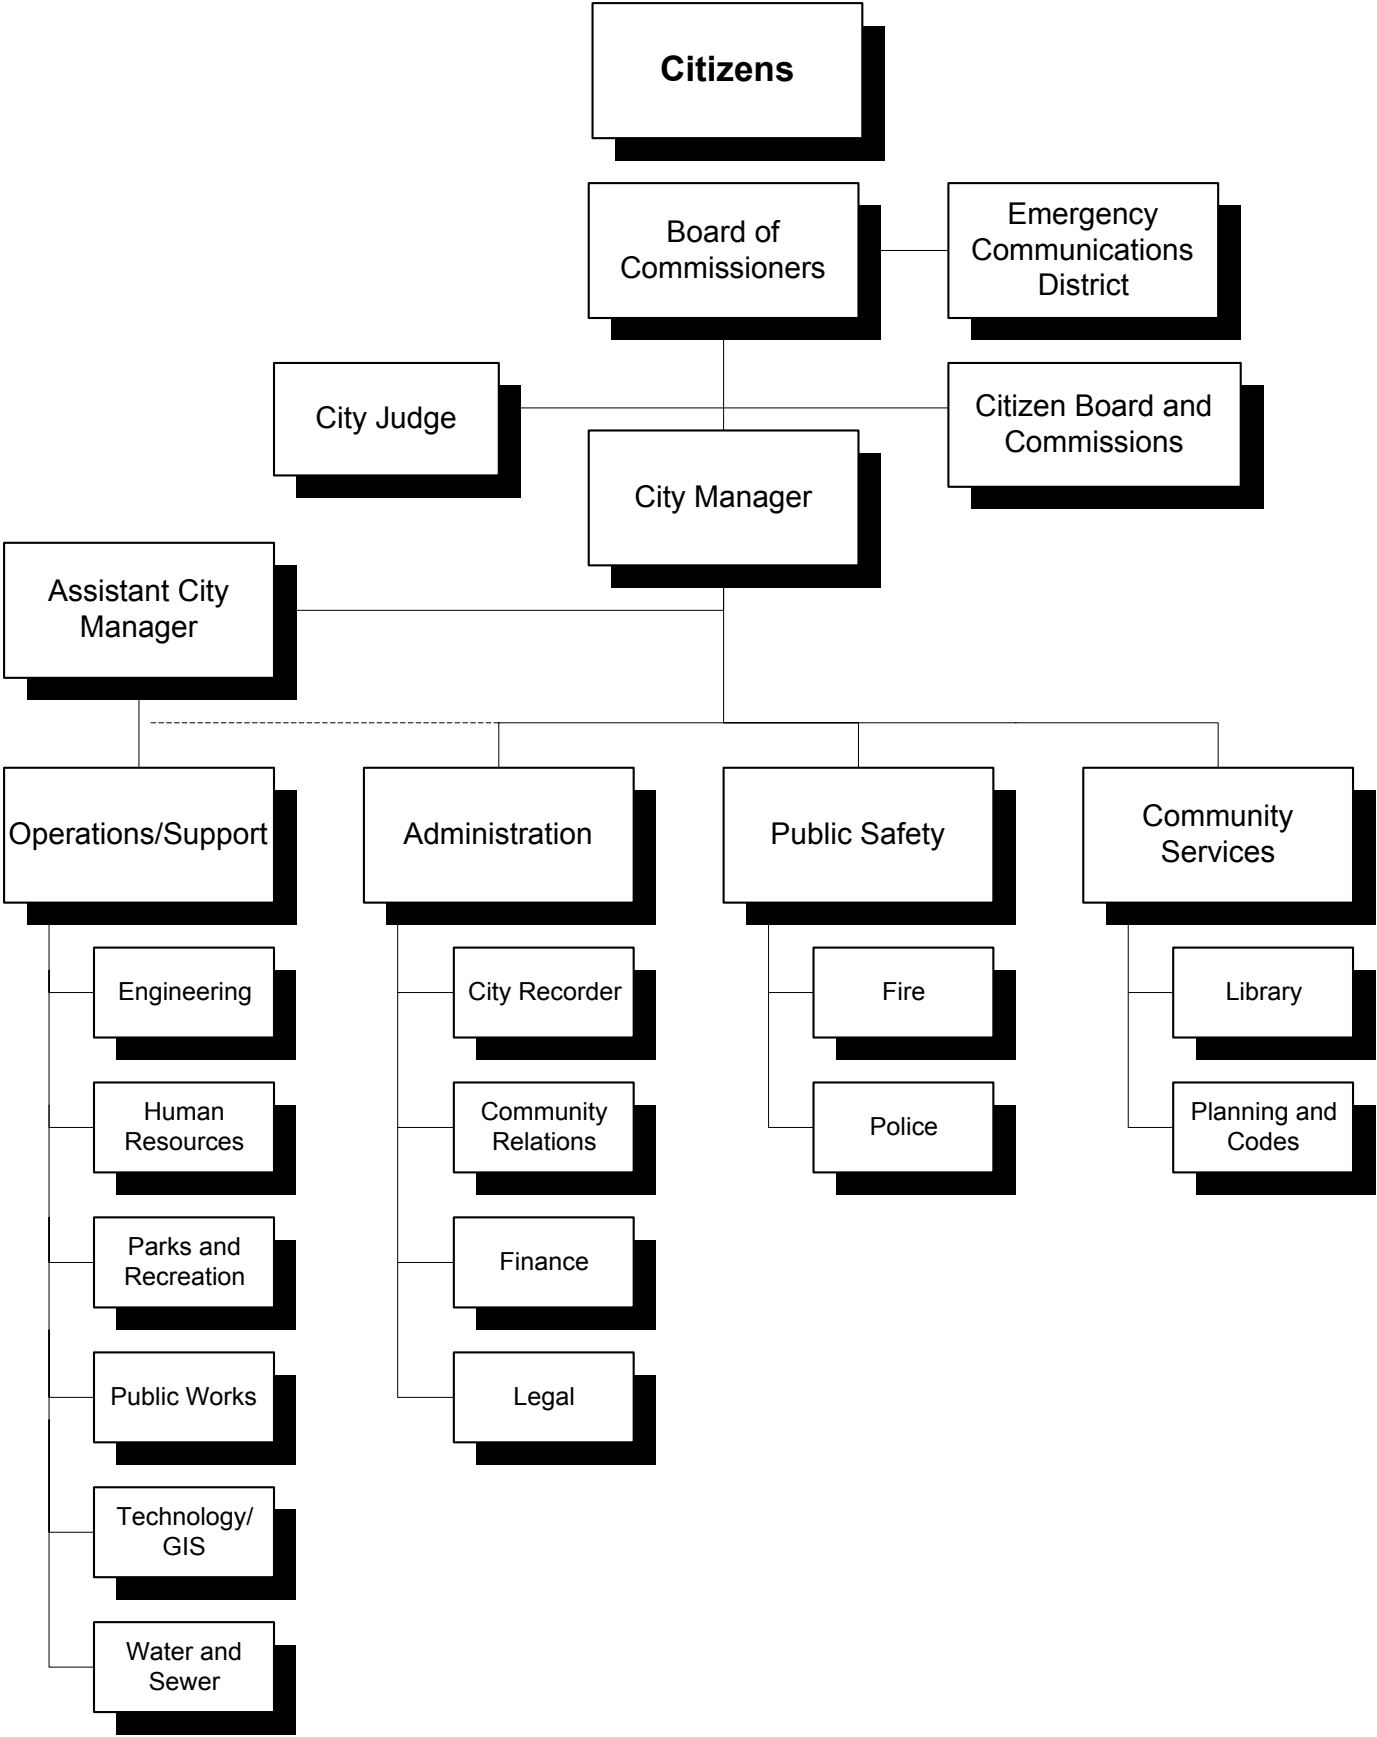 Citizens
Board of
Commissioners
Emergency
Communications
District
City Judge
Citizen Board and
Commissions
City Manager
Assistant City
Manager
Operations/Support
Administration
Public Safety
Community
Services
Engineering
City Recorder
Fire
Library
Human
Resources
Community
Relations
Police
Planning and
Codes
Parks and
Recreation
Finance
Public Works
Legal
Technology/
GIS
Water and
Sewer